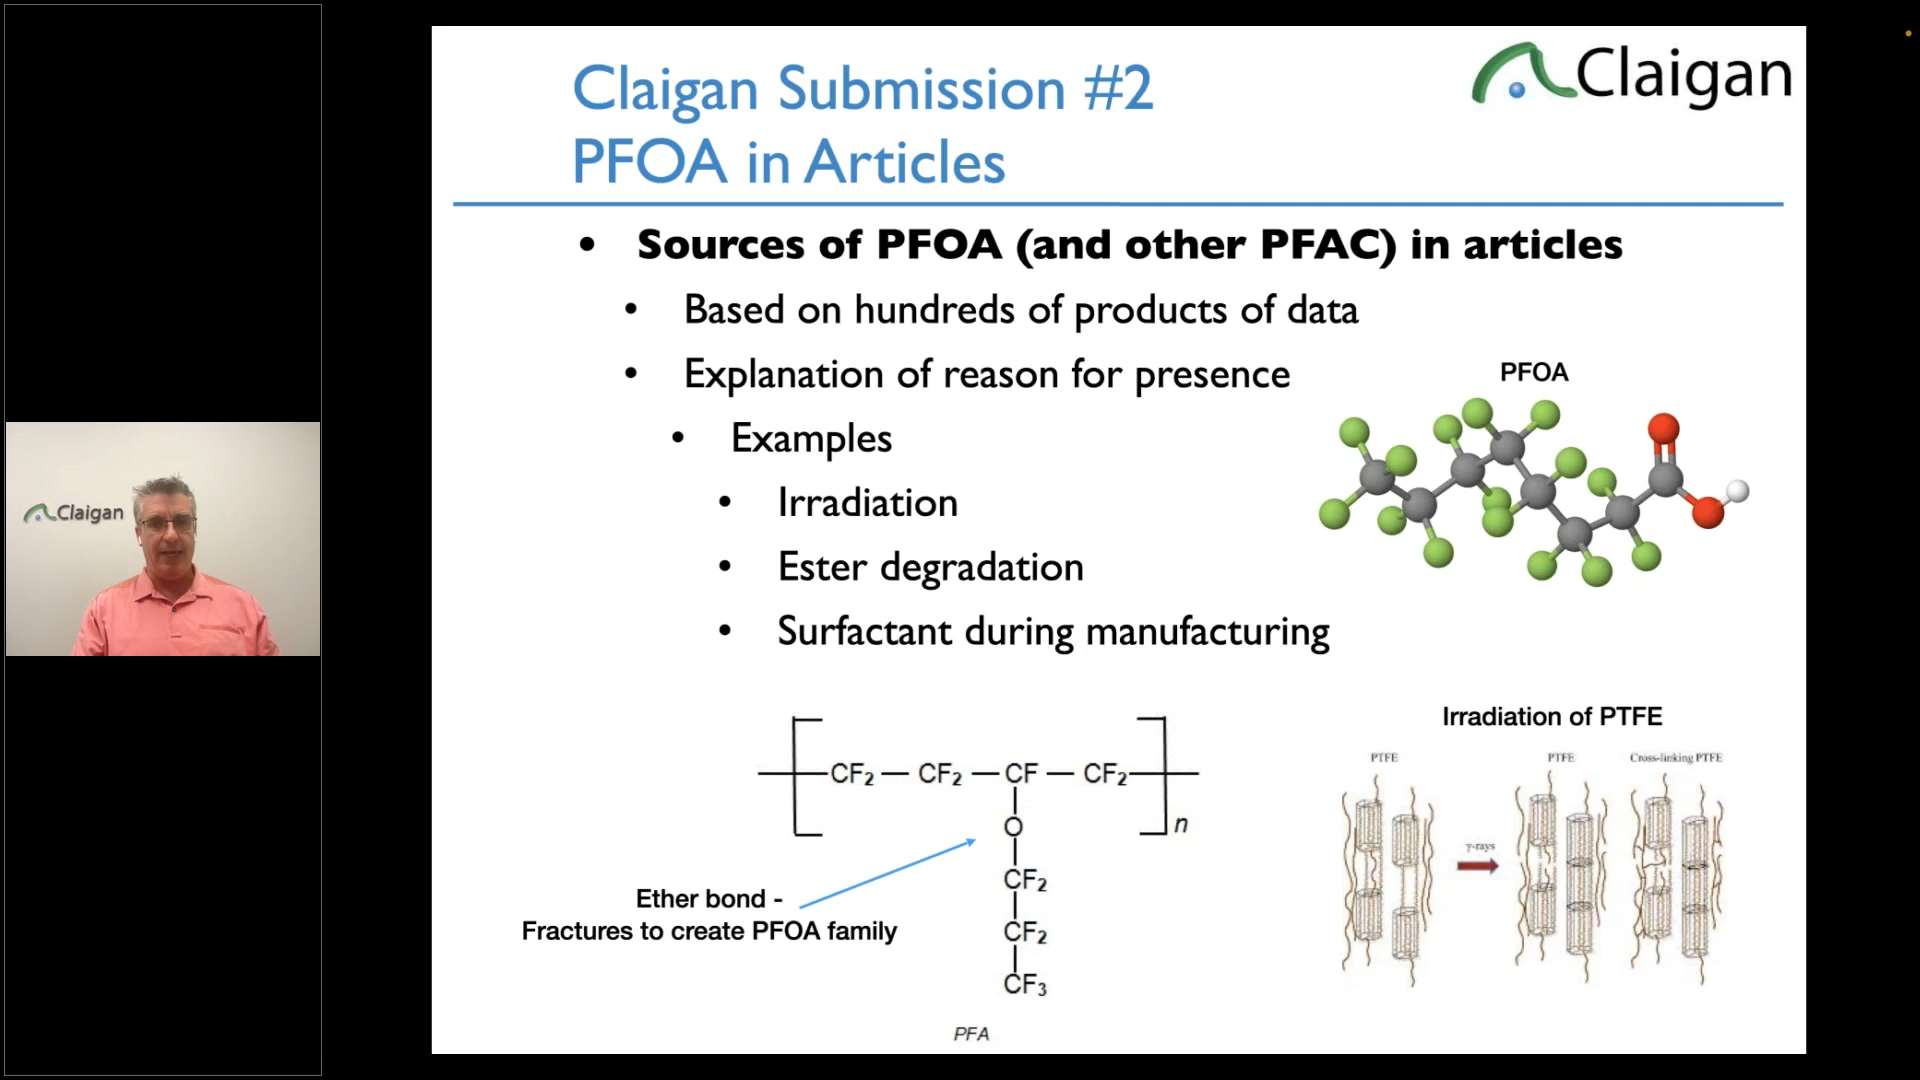 Claigan
Claigan Submission #2
PFOA in Articles
Claigan
• Sources of PFOA (and other PFAC) in articles
• Based on hundreds of products of data
• Explanation of reason for presence
• Examples
• Irradiation
• Ester degradation
• Surfactant during manufacturing
PFOA
CF2 — CF2 — CF — CF2
n
O
CF2
CF2
CF3
PFA
Ether bond -
Fractures to create PFOA family
Irradiation of PTFE
PTFE
PTFE
Cross-linking PTFE
γ-rays